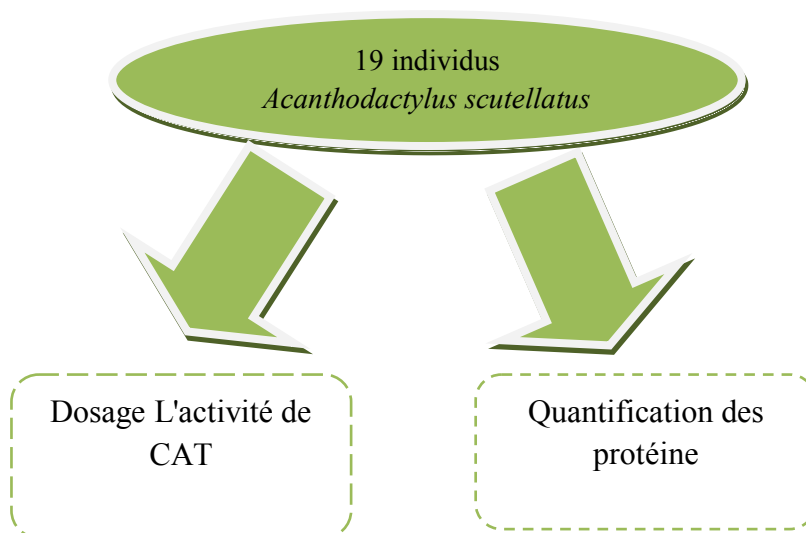 19 individus
Acanthodactylus scutellatus
Dosage L'activité de
CAT
Quantification des
protéine